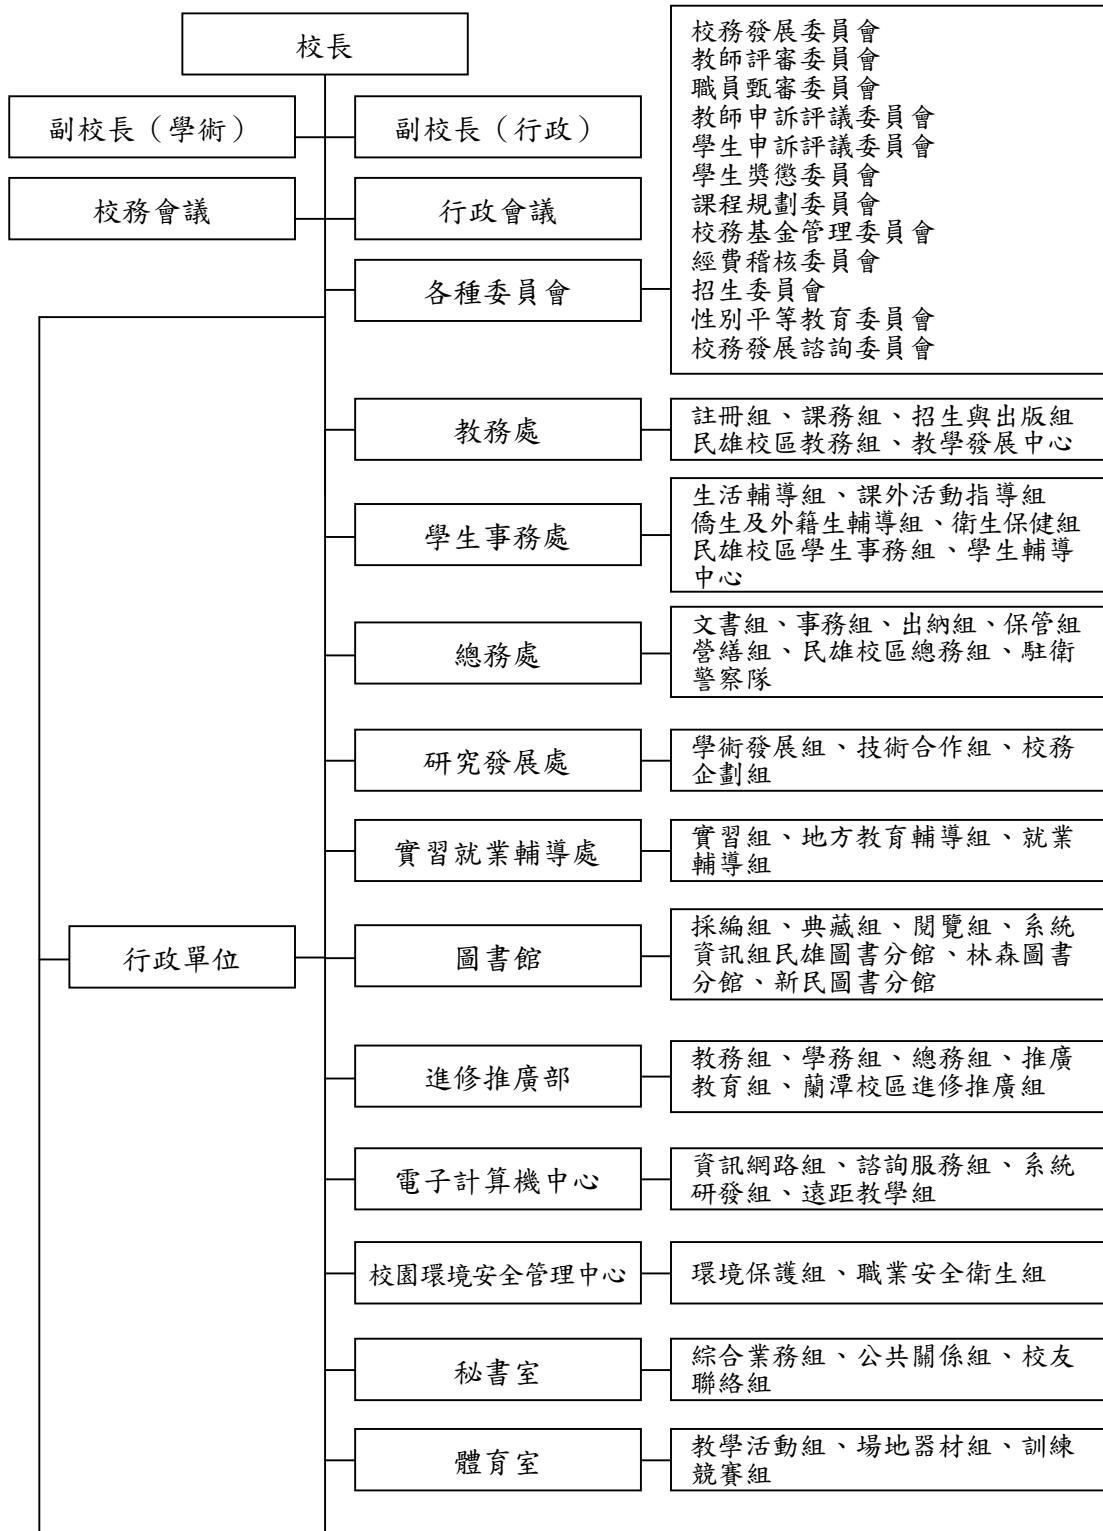 校長
副校長（學術）
副校長（行政）
校務會議
行政會議
各種委員會
校務發展委員會
教師評審委員會
職員甄審委員會
教師申訴評議委員會
學生申訴評議委員會
學生獎懲委員會
課程規劃委員會
校務基金管理委員會
經費稽核委員會
招生委員會
性別平等教育委員會
校務發展諮詢委員會
行政單位
教務處
註冊組、課務組、招生與出版組
民雄校區教務組、教學發展中心
學生事務處
生活輔導組、課外活動指導組
僑生及外籍生輔導組、衛生保健組
民雄校區學生事務組、學生輔導
中心
總務處
文書組、事務組、出納組、保管組
營繕組、民雄校區總務組、駐衛
警察隊
研究發展處
學術發展組、技術合作組、校務
企劃組
實習就業輔導處
實習組、地方教育輔導組、就業
輔導組
圖書館
採編組、典藏組、閱覽組、系統
資訊組民雄圖書分館、林森圖書
分館、新民圖書分館
進修推廣部
教務組、學務組、總務組、推廣
教育組、蘭潭校區進修推廣組
電子計算機中心
資訊網路組、諮詢服務組、系統
研發組、遠距教學組
校園環境安全管理中心
環境保護組、職業安全衛生組
秘書室
綜合業務組、公共關係組、校友
聯絡組
體育室
教學活動組、場地器材組、訓練
競賽組